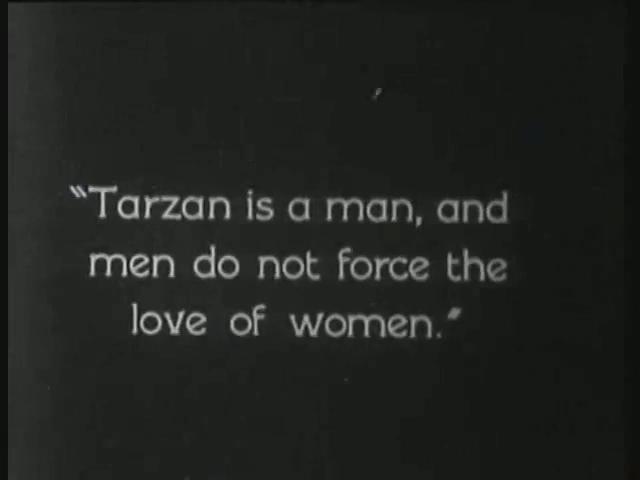 "Tarzan is a man, and
men do not force the
love of women."